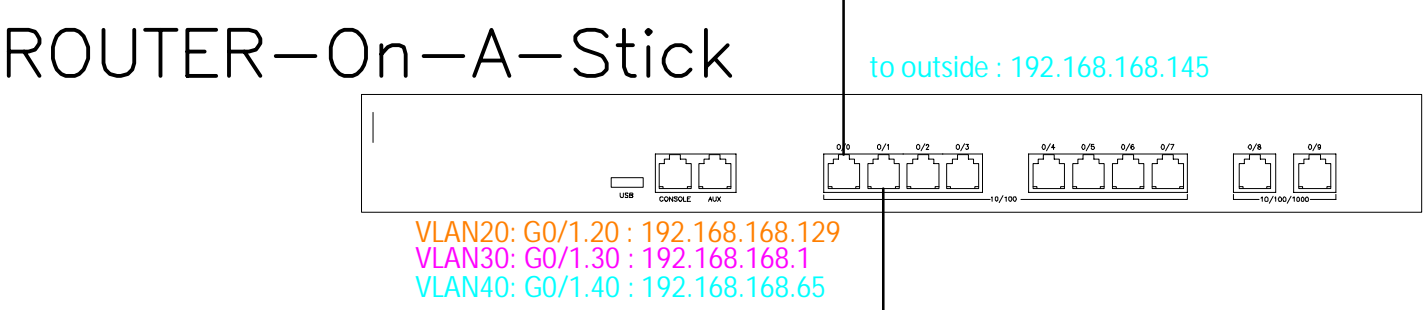 ROUTER-On-A-Stick
to outside : 192.168.168.145
0/0 0/1 0/2 0/3 0/4 0/5 0/6 0/7 0/8 0/9
USB CONSOLE AUX 10/100 10/100/1000
VLAN20: G0/1.20 : 192.168.168.129
VLAN30: G0/1.30 : 192.168.168.1
VLAN40: G0/1.40 : 192.168.168.65